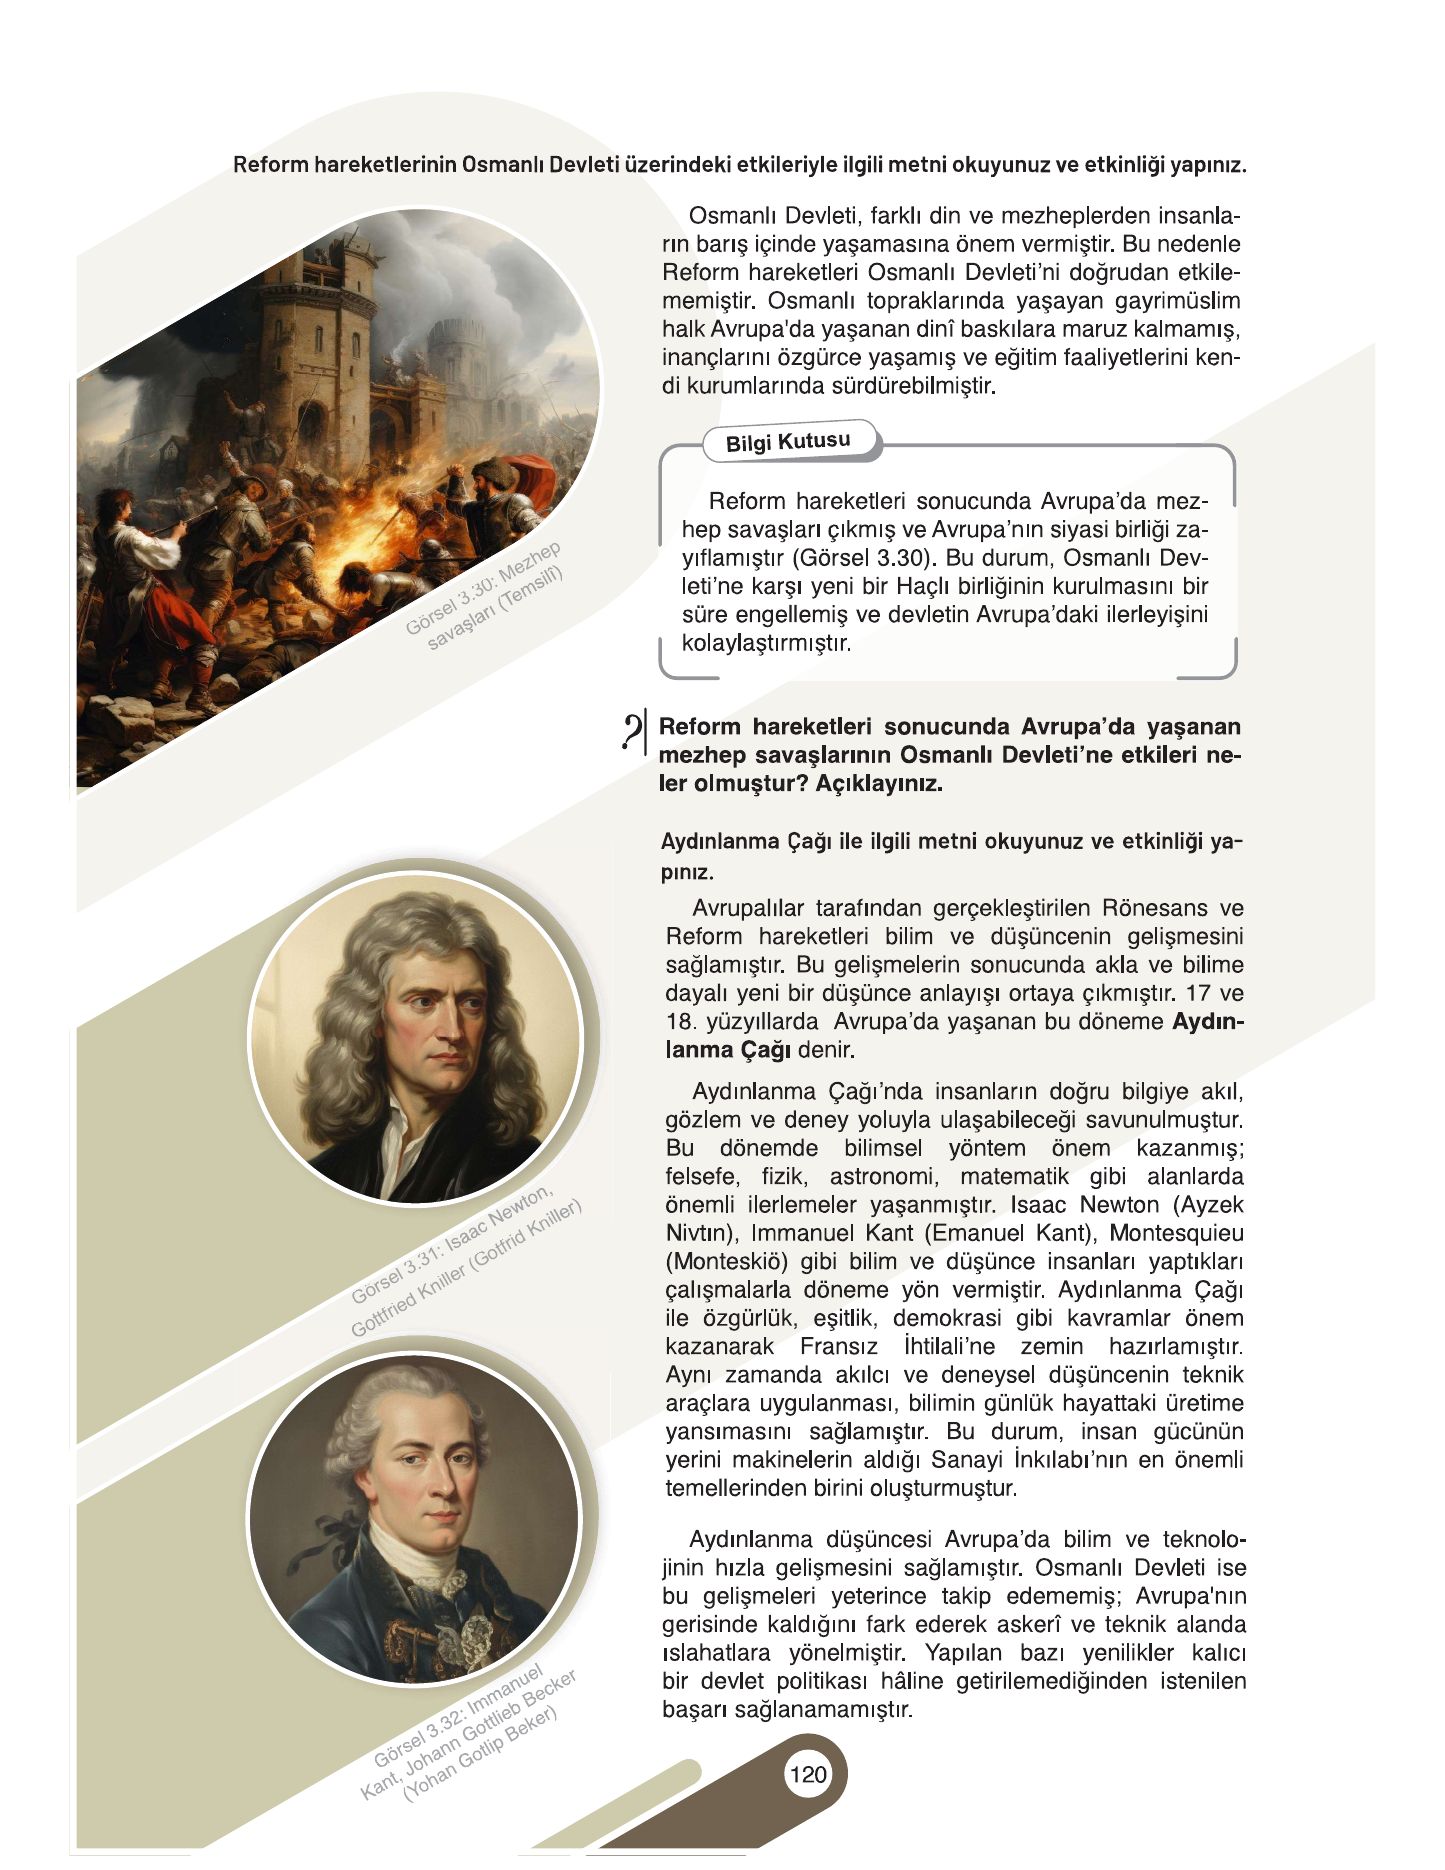 Reform hareketlerinin Osmanlı Devleti üzerindeki etkileriyle ilgili metni okuyunuz ve etkinliği yapınız.
Osmanlı Devleti, farklı din ve mezheplerden insanla-
rın barış içinde yaşamasına önem vermiştir. Bu nedenle
Reform hareketleri Osmanlı Devleti’ni doğrudan etkile-
memiştir. Osmanlı topraklarında yaşayan gayrimüslim
halk Avrupa'da yaşanan dinî baskılara maruz kalmamış,
inançlarını özgürce yaşamış ve eğitim faaliyetlerini ken-
di kurumlarında sürdürebilmiştir.
Görsel 3.30: Mezhep
savaşları (Temsilî)
Bilgi Kutusu
Reform hareketleri sonucunda Avrupa’da mez-
hep savaşları çıkmış ve Avrupa’nın siyasi birliği za-
yıflamıştır (Görsel 3.30). Bu durum, Osmanlı Dev-
leti’ne karşı yeni bir Haçlı birliğinin kurulmasını bir
süre engellemiş ve devletin Avrupa’daki ilerleyişini
kolaylaştırmıştır.
? Reform hareketleri sonucunda Avrupa’da yaşanan
mezhep savaşlarının Osmanlı Devleti’ne etkileri ne-
ler olmuştur? Açıklayınız.
Aydınlanma Çağı ile ilgili metni okuyunuz ve etkinliği ya-
pınız.
Avrupalılar tarafından gerçekleştirilen Rönesans ve
Reform hareketleri bilim ve düşüncenin gelişmesini
sağlamıştır. Bu gelişmelerin sonucunda akla ve bilime
dayalı yeni bir düşünce anlayışı ortaya çıkmıştır. 17 ve
18. yüzyıllarda Avrupa’da yaşanan bu döneme Aydın-
lanma Çağı denir.
Görsel 3.31: Isaac Newton,
Gottfried Kniller (Gotfrid Kniller)
Aydınlanma Çağı’nda insanların doğru bilgiye akıl,
gözlem ve deney yoluyla ulaşabileceği savunulmuştur.
Bu dönemde bilimsel yöntem önem kazanmış;
felsefe, fizik, astronomi, matematik gibi alanlarda
önemli ilerlemeler yaşanmıştır. Isaac Newton (Ayzek
Nivtın), Immanuel Kant (Emanuel Kant), Montesquieu
(Monteskiö) gibi bilim ve düşünce insanları yaptıkları
çalışmalarla döneme yön vermiştir. Aydınlanma Çağı
ile özgürlük, eşitlik, demokrasi gibi kavramlar önem
kazanarak Fransız İhtilali’ne zemin hazırlamıştır.
Aynı zamanda akılcı ve deneysel düşüncenin teknik
araçlara uygulanması, bilimin günlük hayattaki üretime
yansımasını sağlamıştır. Bu durum, insan gücünün
yerini makinelerin aldığı Sanayi İnkılabı’nın en önemli
temellerinden birini oluşturmuştur.
Aydınlanma düşüncesi Avrupa’da bilim ve teknolo-
jinin hızla gelişmesini sağlamıştır. Osmanlı Devleti ise
bu gelişmeleri yeterince takip edememiş; Avrupa'nın
gerisinde kaldığını fark ederek askerî ve teknik alanda
ıslahatlara yönelmiştir. Yapılan bazı yenilikler kalıcı
bir devlet politikası hâline getirilemediğinden istenilen
başarı sağlanamamıştır.
Görsel 3.32: Immanuel
Kant, Johann Gottlieb Becker
(Yohan Gotlip Beker)
120